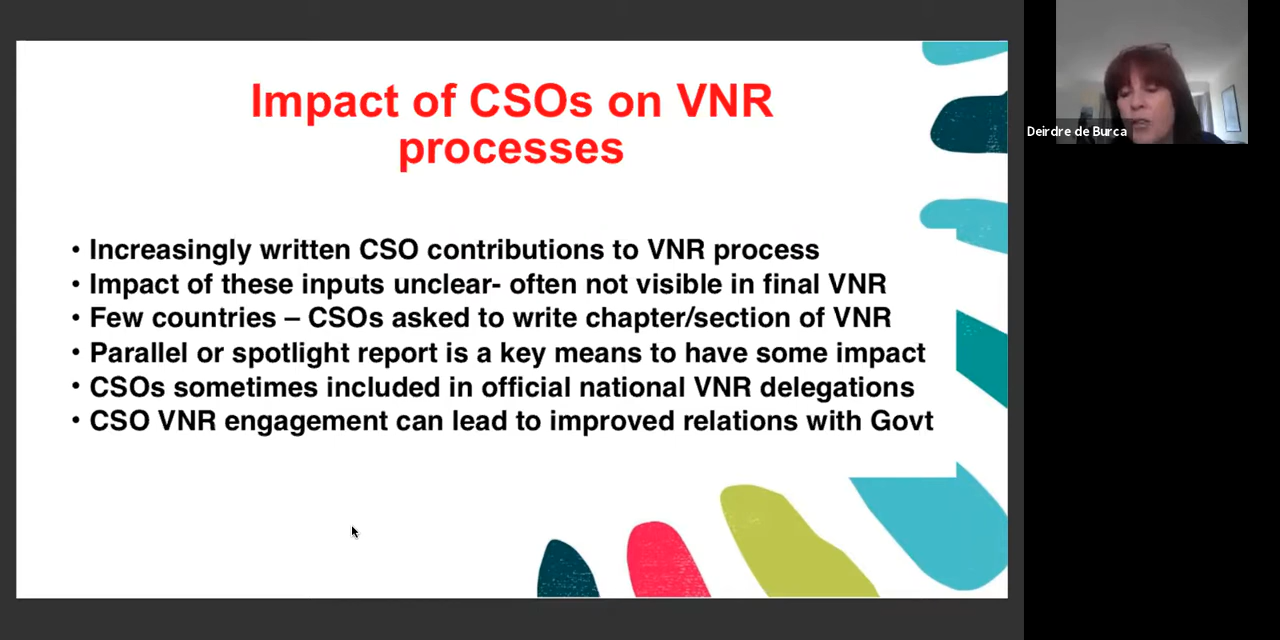 Impact of CSOs on VNR
processes
• Increasingly written CSO contributions to VNR process
• Impact of these inputs unclear- often not visible in final VNR
• Few countries – CSOs asked to write chapter/section of VNR
• Parallel or spotlight report is a key means to have some impact
• CSOs sometimes included in official national VNR delegations
• CSO VNR engagement can lead to improved relations with Govt
Deirdre de Burca